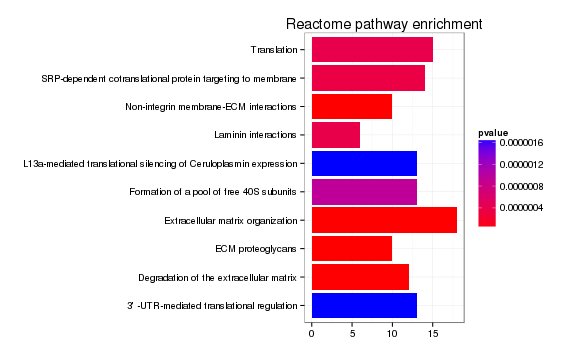 Reactome pathway enrichment
Translation
SRP-dependent cotranslational protein targeting to membrane
Non-integrin membrane-ECM interactions
Laminin interactions
L13a-mediated translational silencing of Ceruloplasmin expression
Formation of a pool of free 40S subunits
Extracellular matrix organization
ECM proteoglycans
Degradation of the extracellular matrix
3' -UTR-mediated translational regulation
0 5 10 15
pvalue
0.0000016
0.0000012
0.0000008
0.0000004